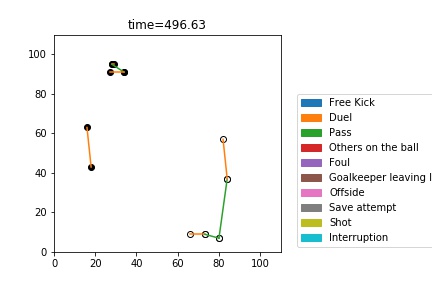 time=496.63
100
80
60
40
20
0
0 20 40 60 80 100
Free Kick
Duel
Pass
Others on the ball
Foul
Goalkeeper leaving l
Offside
Save attempt
Shot
Interruption